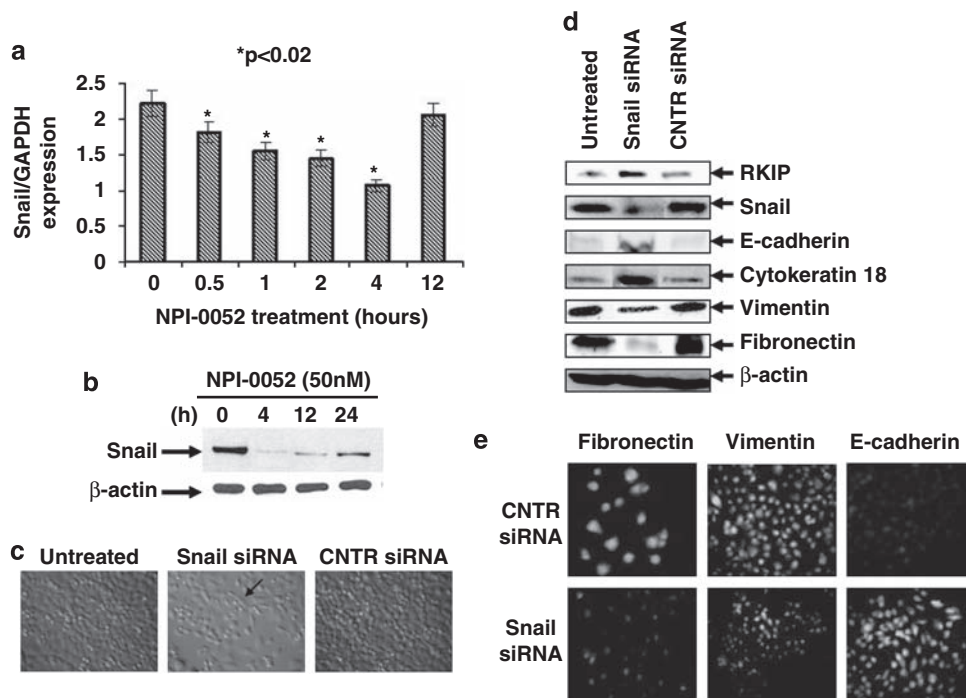 a
*p<0.02
Snail/GAPDH
expression
2.5
2
1.5
1
0.5
0
*
*
*
*
0 0.5 1 2 4 12
NPI-0052 treatment (hours)
b
NPI-0052 (50nM)
(h) 0 4 12 24
Snail
β-actin
c
Untreated Snail siRNA CNTR siRNA
d
Untreated
Snail siRNA
CNTR siRNA
RKIP
Snail
E-cadherin
Cytokeratin 18
Vimentin
Fibronectin
β-actin
e
Fibronectin Vimentin E-cadherin
CNTR
siRNA
Snail
siRNA